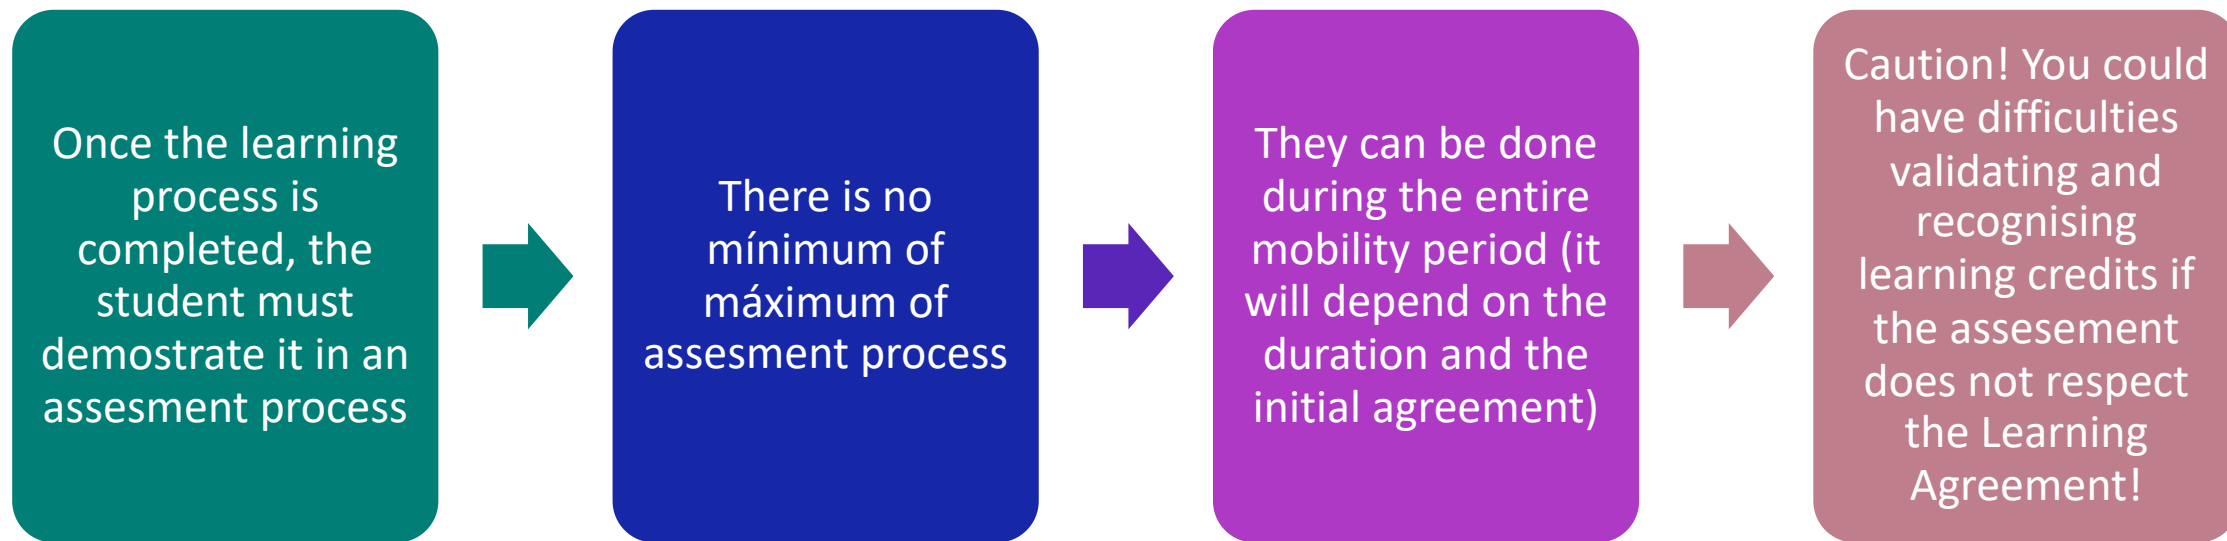 Once the learning
process is
completed, the
student must
demostrate it in an
assesment process
There is no
mínimum of
máximum of
assesment process
They can be done
during the entire
mobility period (it
will depend on the
duration and the
initial agreement)
Caution! You could
have difficulties
validating and
recognising
learning credits if
the assesement
does not respect
the Learning
Agreement!